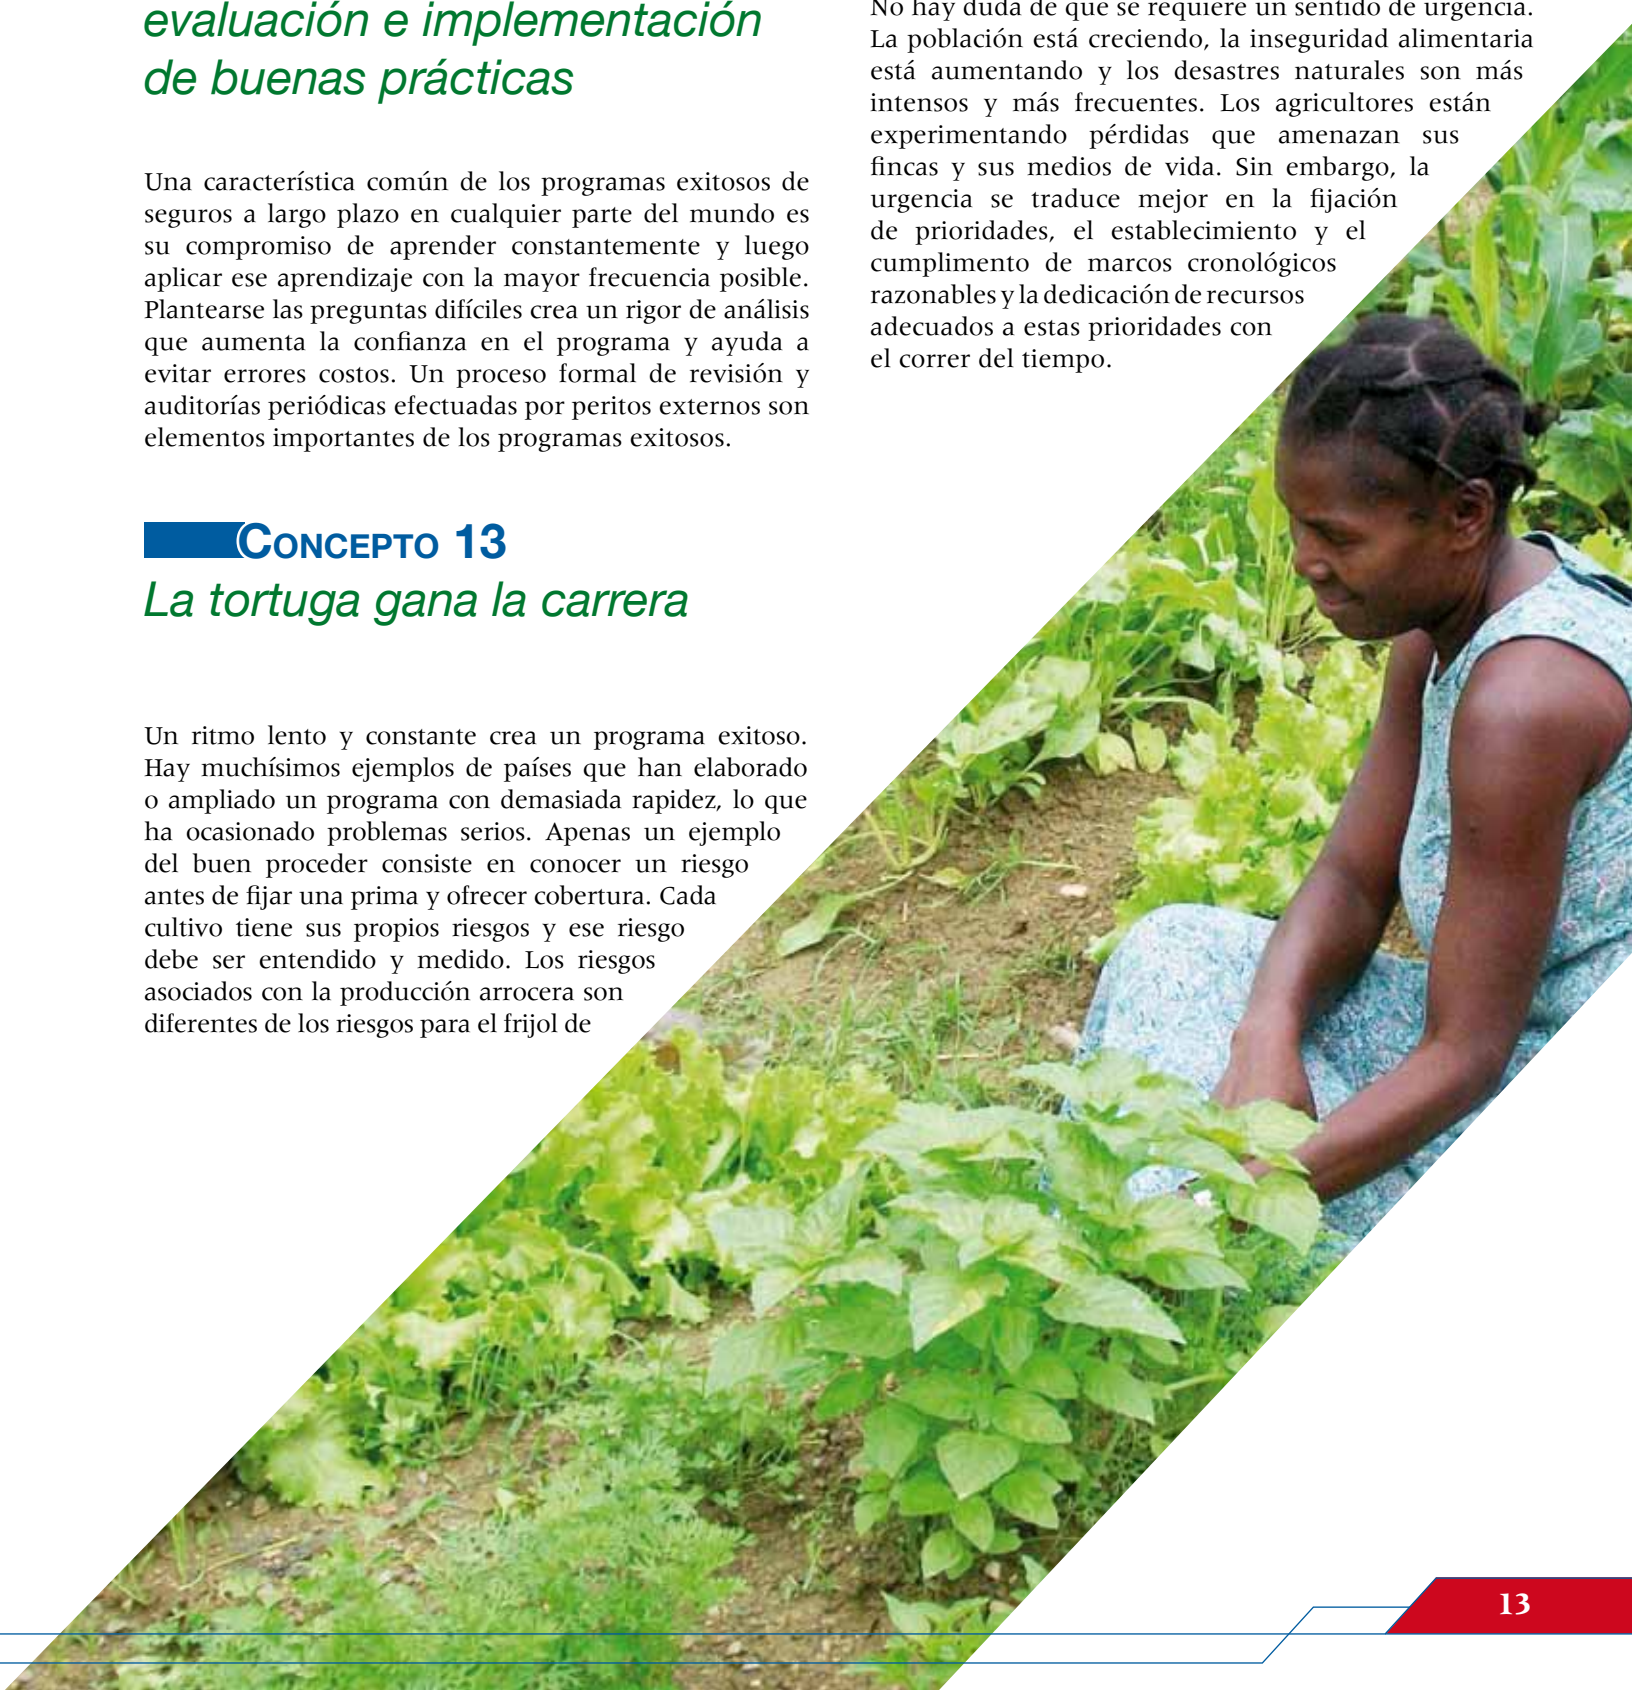 evaluación e implementación
de buenas prácticas
Una característica común de los programas exitosos de
seguros a largo plazo en cualquier parte del mundo es
su compromiso de aprender constantemente y luego
aplicar ese aprendizaje con la mayor frecuencia posible.
Plantearse las preguntas difíciles crea un rigor de análisis
que aumenta la confianza en el programa y ayuda a
evitar errores costos. Un proceso formal de revisión y
auditorías periódicas efectuadas por peritos externos son
elementos importantes de los programas exitosos.
CONCEPTO 13
La tortuga gana la carrera
Un ritmo lento y constante crea un programa exitoso.
Hay muchísimos ejemplos de países que han elaborado
o ampliado un programa con demasiada rapidez, lo que
ha ocasionado problemas serios. Apenas un ejemplo
del buen proceder consiste en conocer un riesgo
antes de fijar una prima y ofrecer cobertura. Cada
cultivo tiene sus propios riesgos y ese riesgo
debe ser entendido y medido. Los riesgos
asociados con la producción arrocera son
diferentes de los riesgos para el frijol de
No hay duda de que se requiere un sentido de urgencia.
La población está creciendo, la inseguridad alimentaria
está aumentando y los desastres naturales son más
intensos y más frecuentes. Los agricultores están
experimentando pérdidas que amenazan sus
fincas y sus medios de vida. Sin embargo, la
urgencia se traduce mejor en la fijación
de prioridades, el establecimiento y el
cumplimento de marcos cronológicos
razonables y la dedicación de recursos
adecuados a estas prioridades con
el correr del tiempo.
13